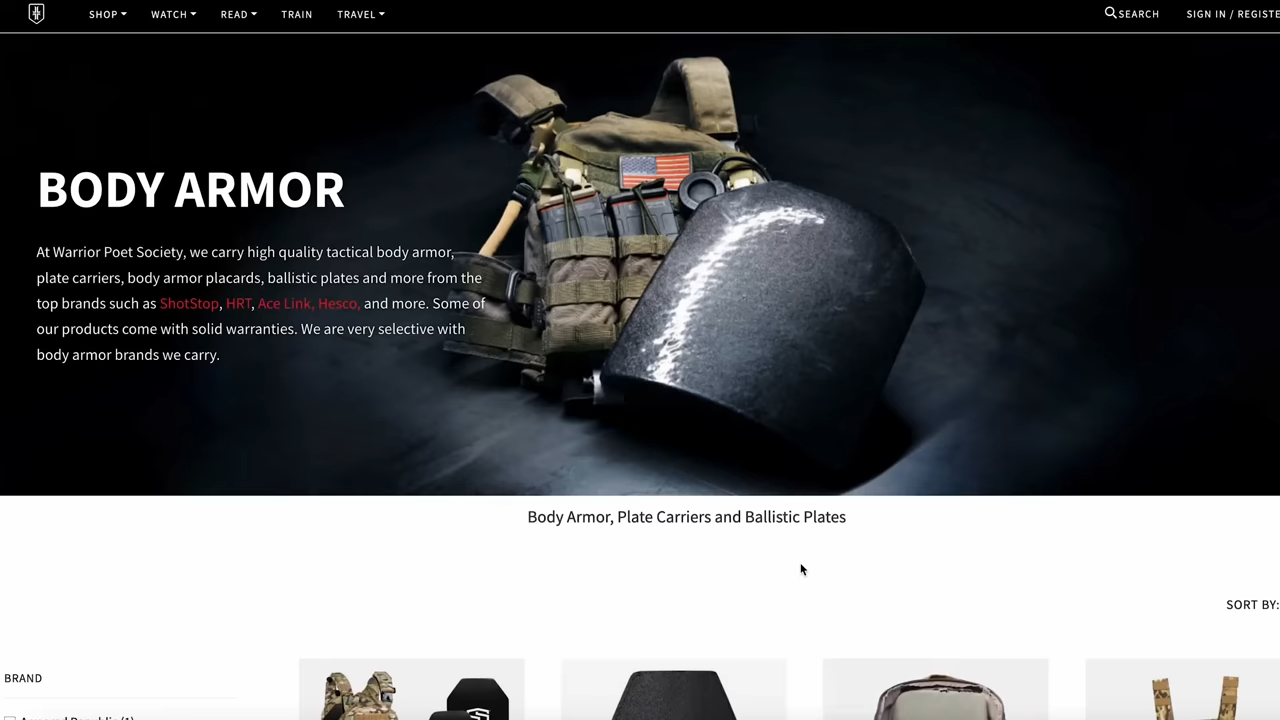 SHOP WATCH READ TRAIN TRAVEL SEARCH SIGN IN / REGISTE
BODY ARMOR
At Warrior Poet Society, we carry high quality tactical body armor,
plate carriers, body armor placards, ballistic plates and more from the
top brands such as ShotStop, HRT, Ace Link, Hesco, and more. Some of
our products come with solid warranties. We are very selective with
body armor brands we carry.
Body Armor, Plate Carriers and Ballistic Plates
SORT BY:
BRAND
Armored Republic(1)